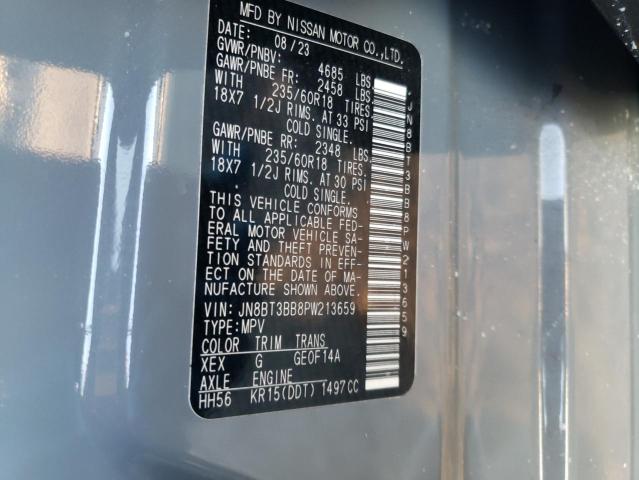 MFD BY NISSAN MOTOR CO.,LTD.
DATE: 08/23
GVWR/PNBV: 4685 LBS
GAWR/PNBE FR: 2458 LBS
WITH 235/60R18 TIRES,
18X7 1/2J RIMS. AT 33 PSI
COLD SINGLE.
GAWR/PNBE RR: 2348 LBS
WITH 235/60R18 TIRES,
18X7 1/2J RIMS. AT 30 PSI
COLD SINGLE.
THIS VEHICLE CONFORMS
TO ALL APPLICABLE FED-
ERAL MOTOR VEHICLE SA-
FETY AND THEFT PREVEN-
TION STANDARDS IN EFF-
ECT ON THE DATE OF MA-
NUFACTURE SHOWN ABOVE.
VIN: JN8BT3BB8PW213659
TYPE:MPV
COLOR TRIM TRANS
XEX G GE0F14A
AXLE ENGINE
HH56 KR15(DDT) 1497CC
JN8BT3BB8PW213659